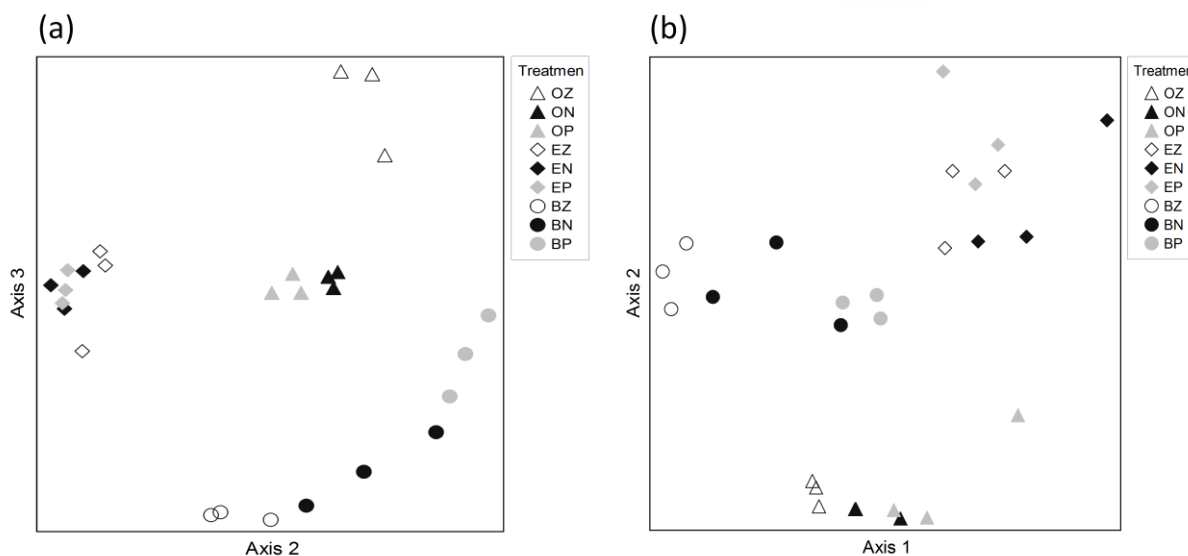 (a)
Treatmen
OZ
ON
OP
EZ
EN
EP
BZ
BN
BP
Axis 3
Axis 2
(b)
Treatmen
OZ
ON
OP
EZ
EN
EP
BZ
BN
BP
Axis 2
Axis 1